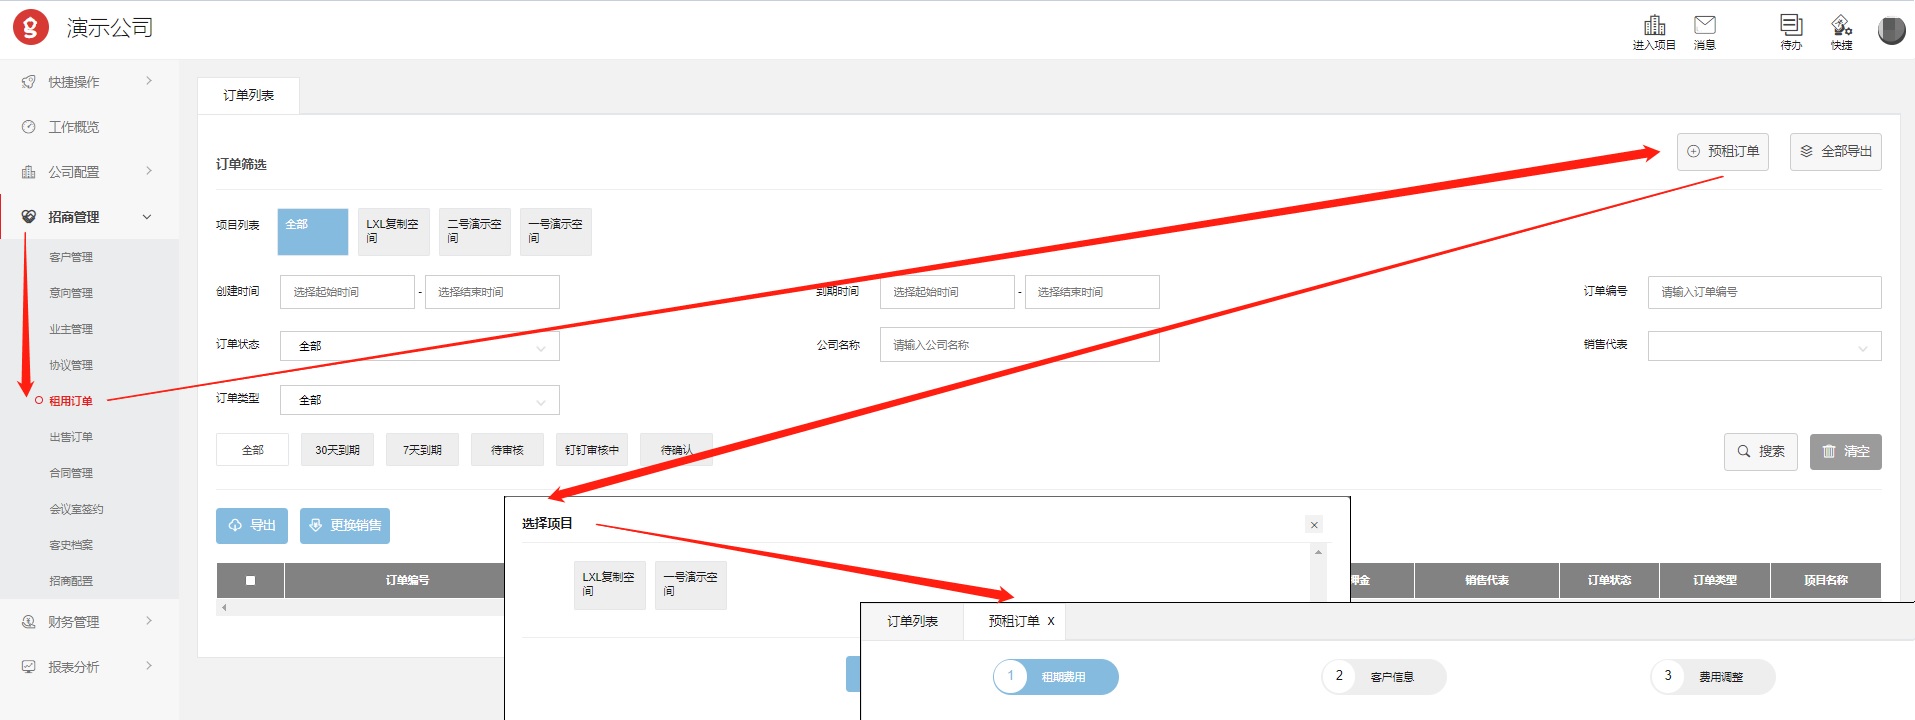 演示公司
进入项目
消息
待办
快捷
快捷操作
工作概览
公司配置
招商管理
客户管理
意向管理
业主管理
协议管理
租用订单
出售订单
合同管理
会议室签约
客史档案
招商配置
财务管理
报表分析
订单列表
订单筛选
预租订单
全部导出
项目列表
全部
LXL复制空
间
二号演示空
间
一号演示空
间
创建时间
选择起始时间
-
选择结束时间
到期时间
选择起始时间
-
选择结束时间
订单编号
请输入订单编号
订单状态
全部
公司名称
请输入公司名称
销售代表
订单类型
全部
全部
30天到期
7天到期
待审核
钉钉审核中
待确认
搜索
清空
导出
更换销售
订单编号
押金
销售代表
订单状态
订单类型
项目名称
选择项目
×
LXL复制空
间
一号演示空
间
订单列表
预租订单 X
1 租期费用
2 客户信息
3 费用调整